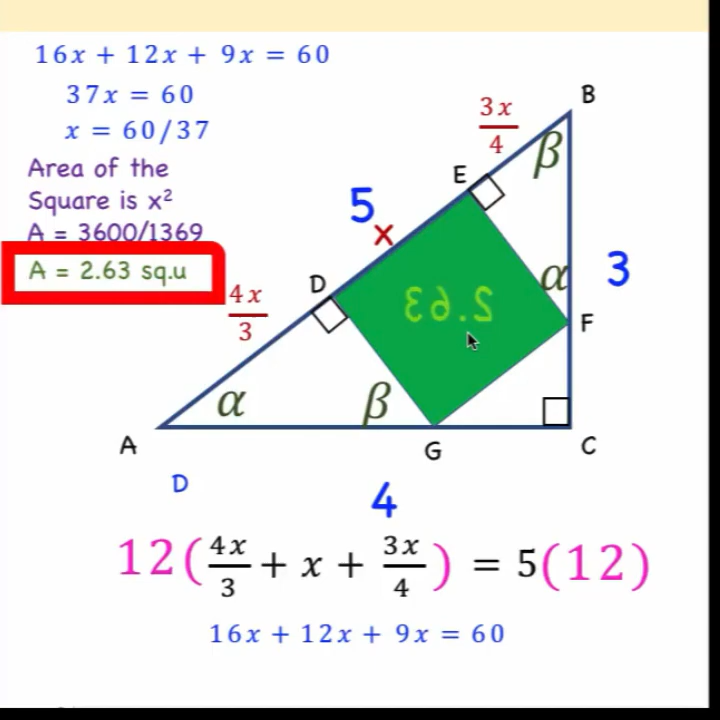 16x + 12x + 9x = 60
37x = 60
x = 60/37
Area of the
Square is x²
A = 3600/1369
A = 2.63 sq.u
B
3x/4
β
E
5
x
D
4x/3
2.63
α
3
F
α
β
A
G
C
D
4
12(4x/3 + x + 3x/4) = 5(12)
16x + 12x + 9x = 60